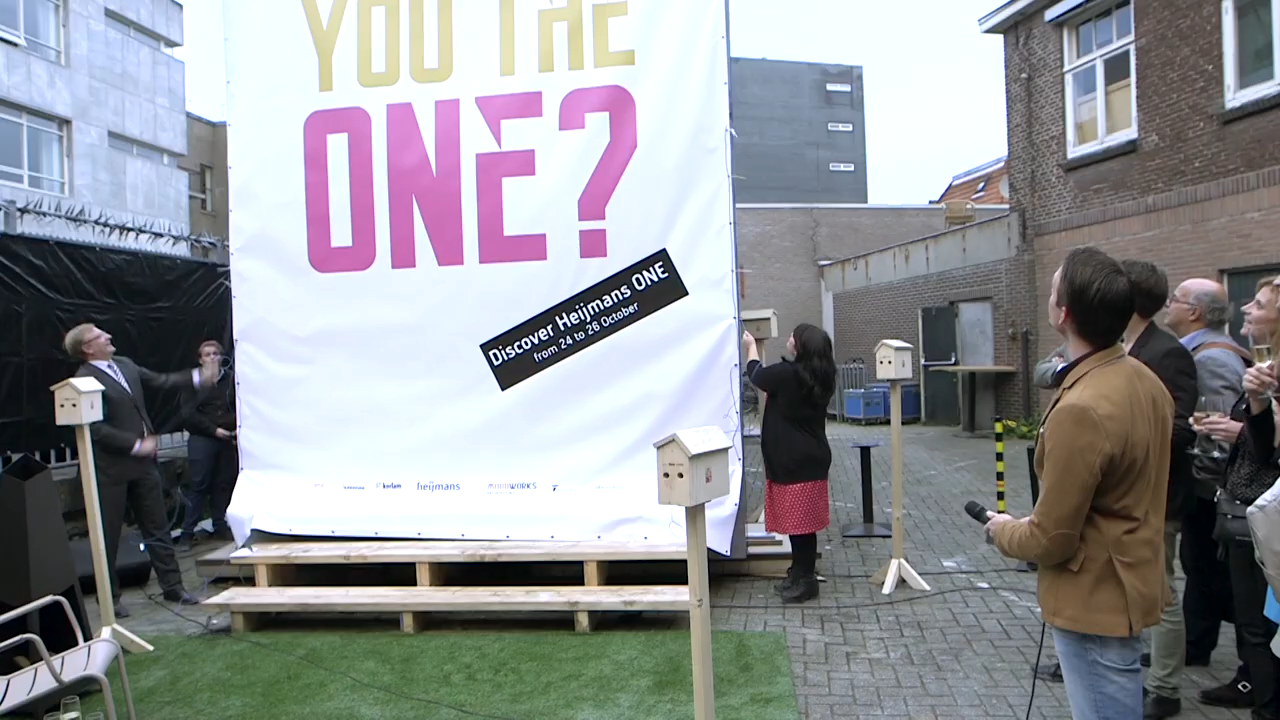 YOU THE
ONE?
Discover Heijmans ONE
from 24 to 26 October
heijmans